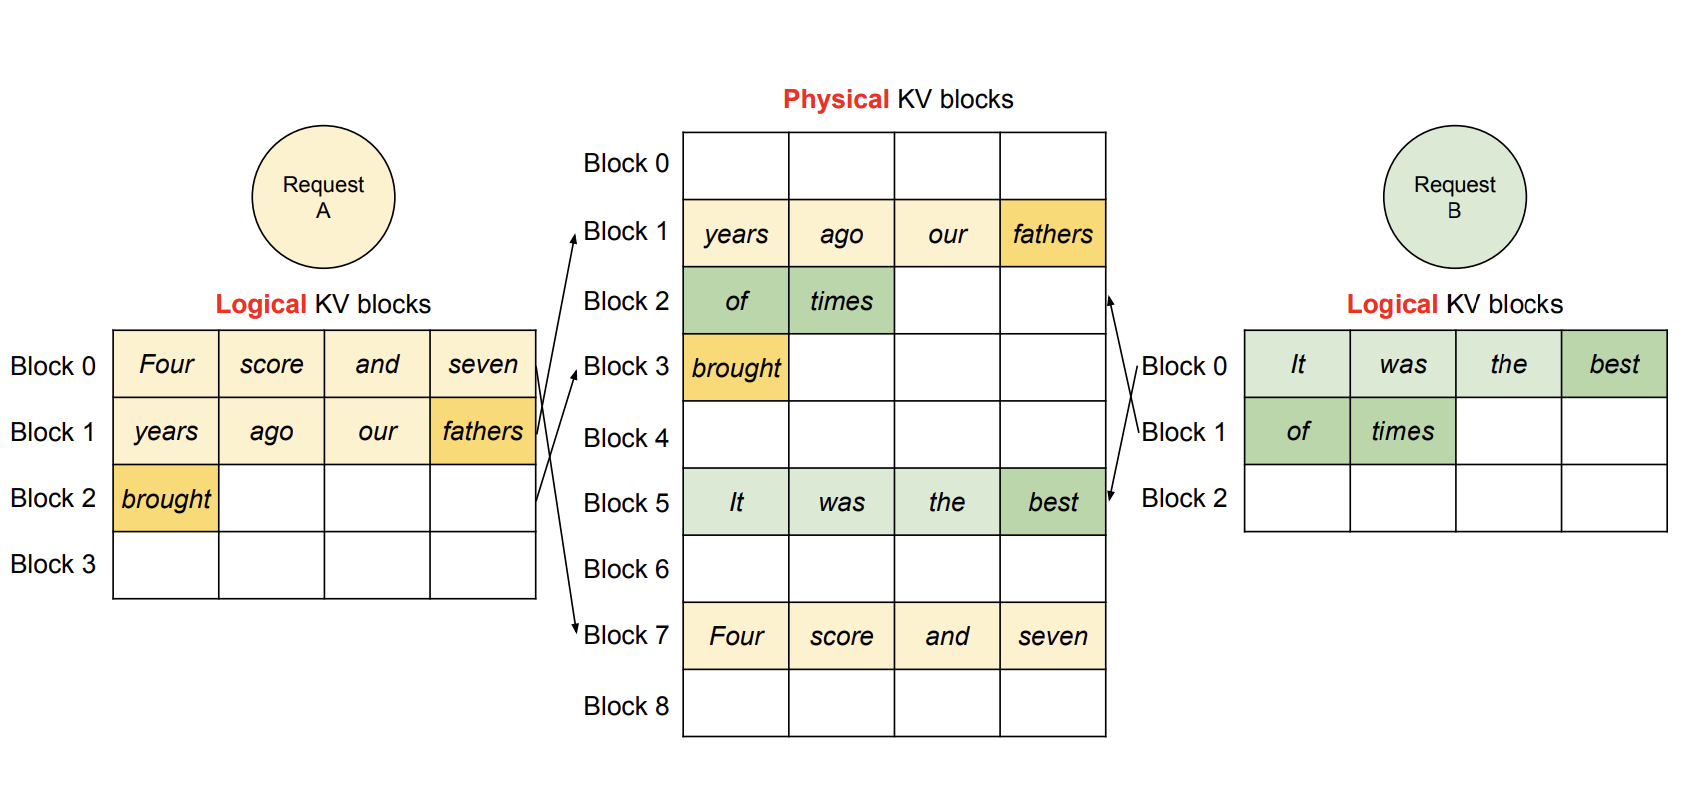 Physical KV blocks
Request
A
Request
B
Logical KV blocks
Block 0 Four score and seven
Block 1 years ago our fathers
Block 2 brought
Block 3
Block 0
Block 1 years ago our fathers
Block 2 of times
Block 3 brought
Block 4
Block 5 It was the best
Block 6
Block 7 Four score and seven
Block 8
Logical KV blocks
Block 0 It was the best
Block 1 of times
Block 2